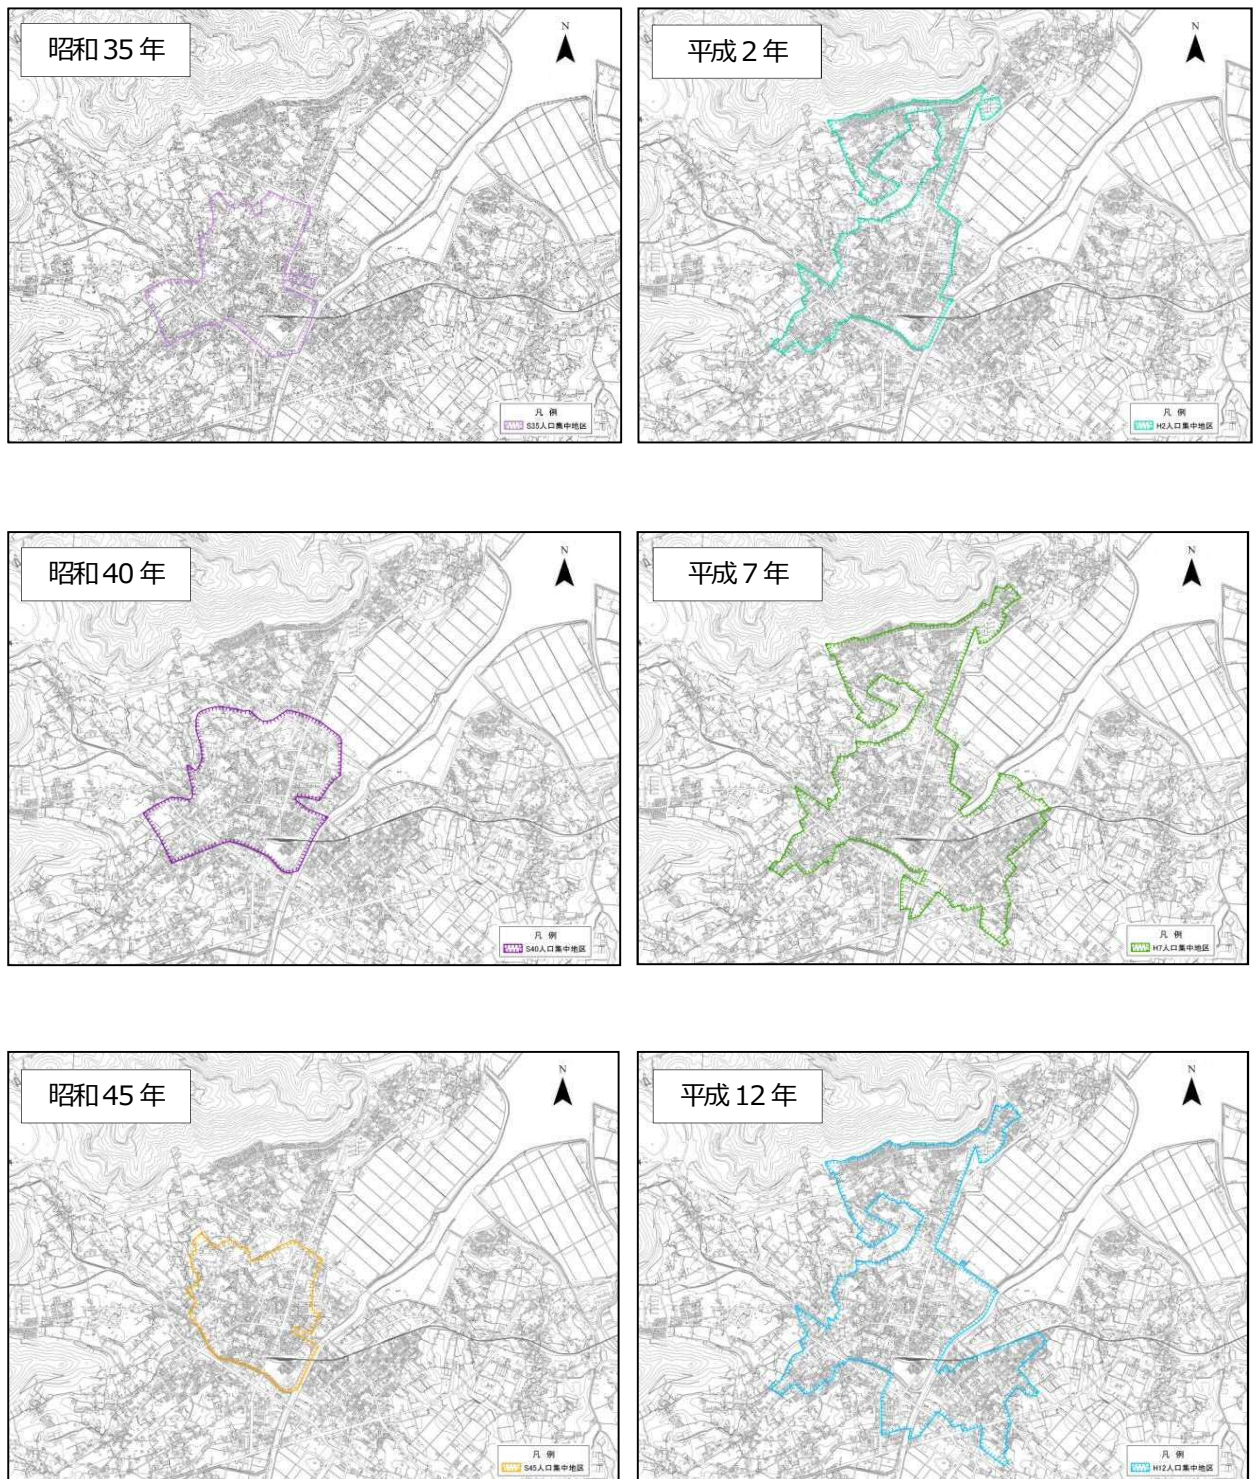 昭和35年
N
凡 例
S35人口集中地区
平成2年
N
凡 例
H2人口集中地区
昭和40年
N
凡 例
S40人口集中地区
平成7年
N
凡 例
H7人口集中地区
昭和45年
N
凡 例
S45人口集中地区
平成12年
N
凡 例
H12人口集中地区